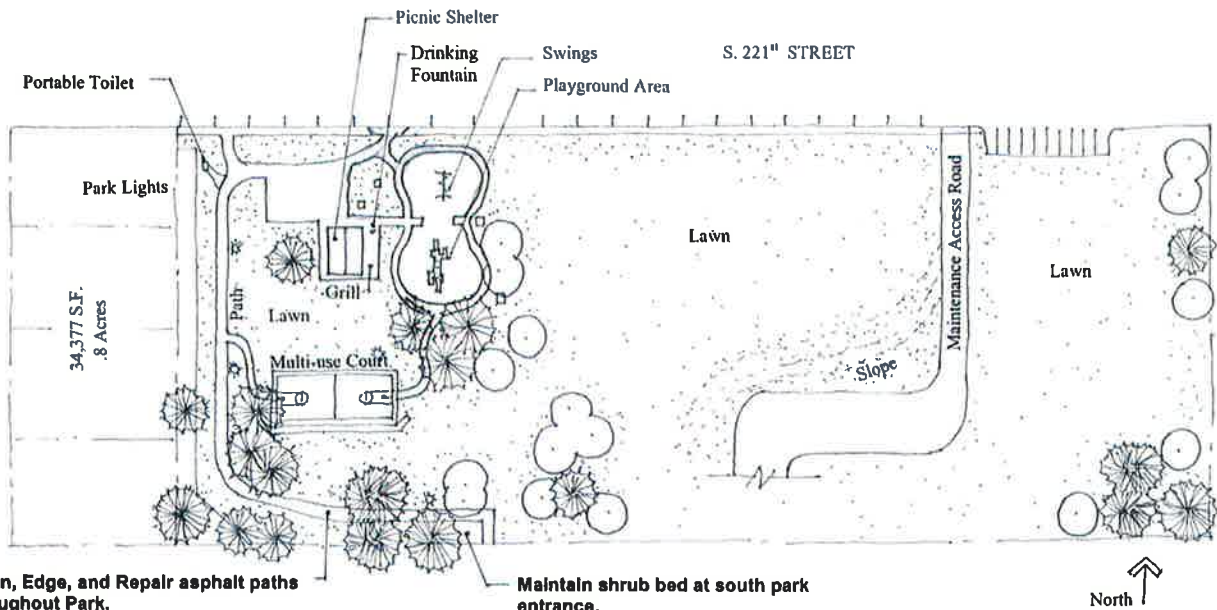 Picnic Shelter
Drinking
Fountain
Swings
S. 221st STREET
Portable Toilet
Playground Area
Park Lights
Maintenance Access Road
Lawn
Lawn
Grill
Path
Lawn
34,377 S.F.
.8 Acres
Slope
Multi-use Court
n, Edge, and Repair asphalt paths
ughout Park.
Maintain shrub bed at south park
entrance.
North